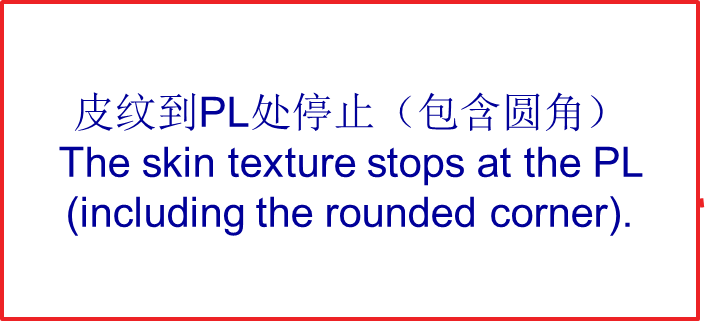 皮纹到PL处停止（包含圆角）
The skin texture stops at the PL
(including the rounded corner).